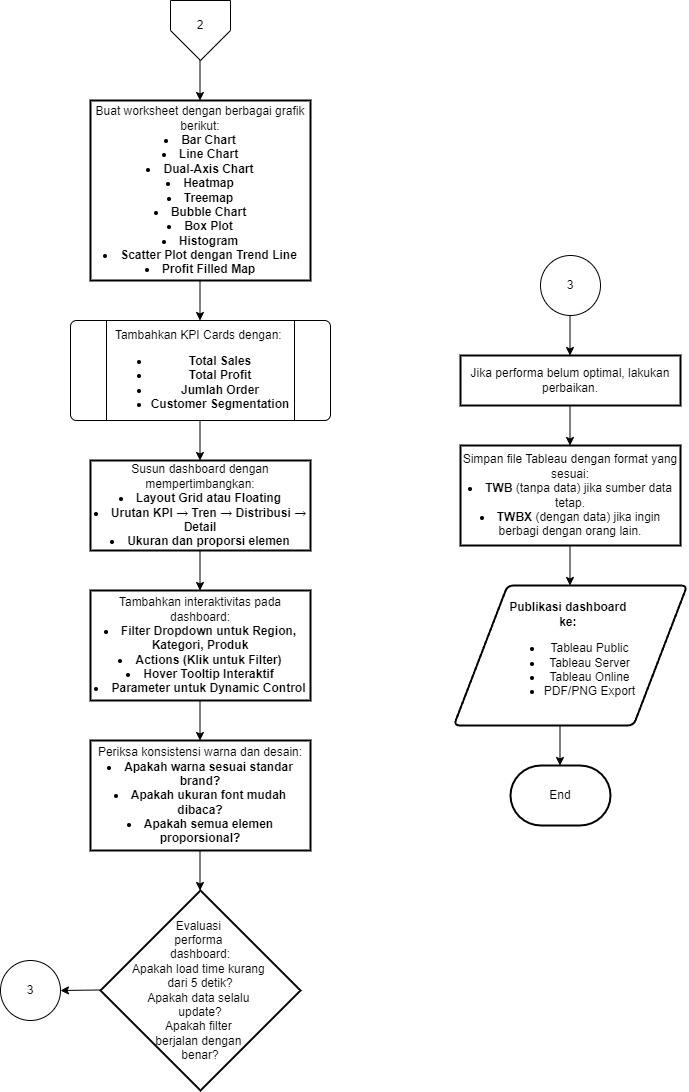 2
Buat worksheet dengan berbagai grafik
berikut:
• Bar Chart
• Line Chart
• Dual-Axis Chart
• Heatmap
• Treemap
• Bubble Chart
• Box Plot
• Histogram
• Scatter Plot dengan Trend Line
• Profit Filled Map
Tambahkan KPI Cards dengan:
• Total Sales
• Total Profit
• Jumlah Order
• Customer Segmentation
Susun dashboard dengan
mempertimbangkan:
• Layout Grid atau Floating
• Urutan KPI → Tren → Distribusi →
Detail
• Ukuran dan proporsi elemen
Tambahkan interaktivitas pada
dashboard:
• Filter Dropdown untuk Region,
Kategori, Produk
• Actions (Klik untuk Filter)
• Hover Tooltip Interaktif
• Parameter untuk Dynamic Control
Periksa konsistensi warna dan desain:
• Apakah warna sesuai standar
brand?
• Apakah ukuran font mudah
dibaca?
• Apakah semua elemen
proporsional?
Evaluasi
performa
dashboard:
Apakah load time kurang
dari 5 detik?
Apakah data selalu
update?
Apakah filter
berjalan dengan
benar?
3
3
Jika performa belum optimal, lakukan
perbaikan.
Simpan file Tableau dengan format yang
sesuai:
• TWB (tanpa data) jika sumber data
tetap.
• TWBX (dengan data) jika ingin
berbagi dengan orang lain.
Publikasi dashboard
ke:
• Tableau Public
• Tableau Server
• Tableau Online
• PDF/PNG Export
End